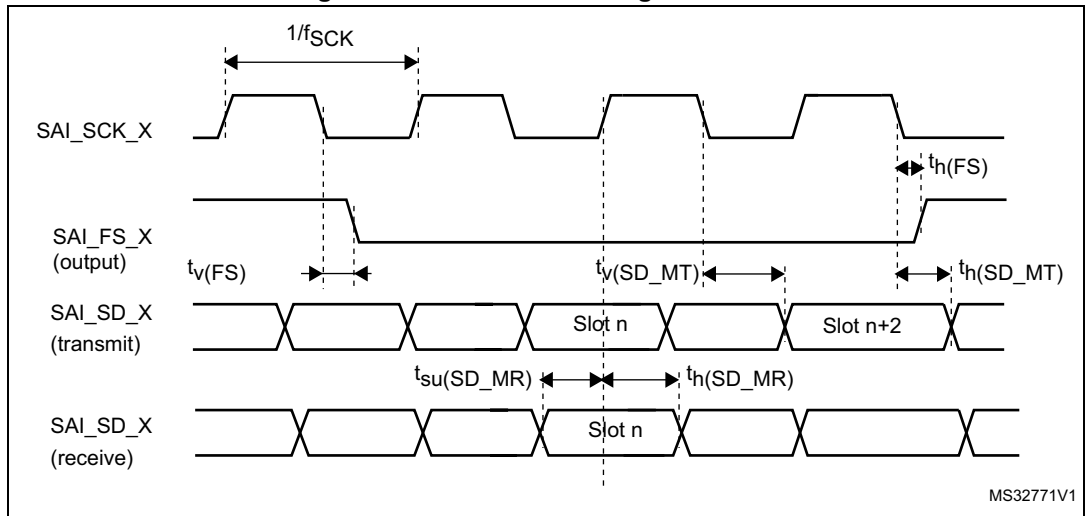 1/fSCK
SAI_SCK_X
th(FS)
SAI_FS_X
(output)
tv(FS)
tv(SD_MT)
th(SD_MT)
SAI_SD_X
(transmit)
Slot n
Slot n+2
tsu(SD_MR)
th(SD_MR)
SAI_SD_X
(receive)
Slot n
MS32771V1